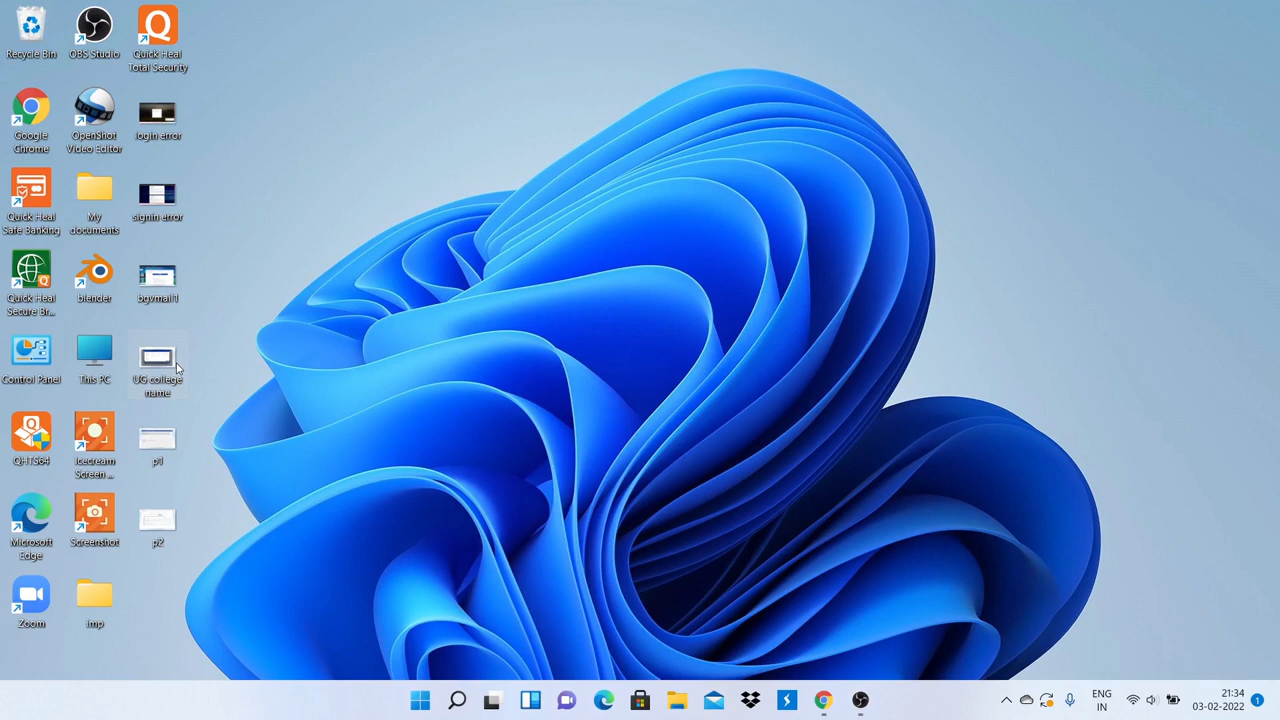 Recycle Bin
OBS Studio
Quick Heal
Total Security
Google
Chrome
OpenShot
Video Editor
login error
Quick Heal
Safe Banking
My
documents
signin error
Quick Heal
Secure Br...
blender
bgvmail1
Control Panel
This PC
UG college
name
QHTS64
Icecream
Screen ...
p1
Microsoft
Edge
Screenshot
p2
Zoom
imp
ENG
IN
21:34
03-02-2022
1